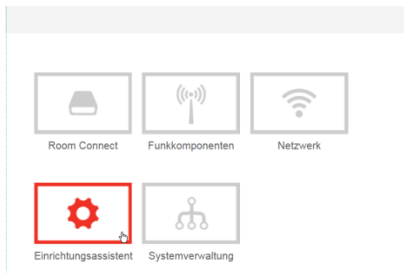 Room Connect
Funkkomponenten
Netzwerk
Einrichtungsassistent
Systemverwaltung